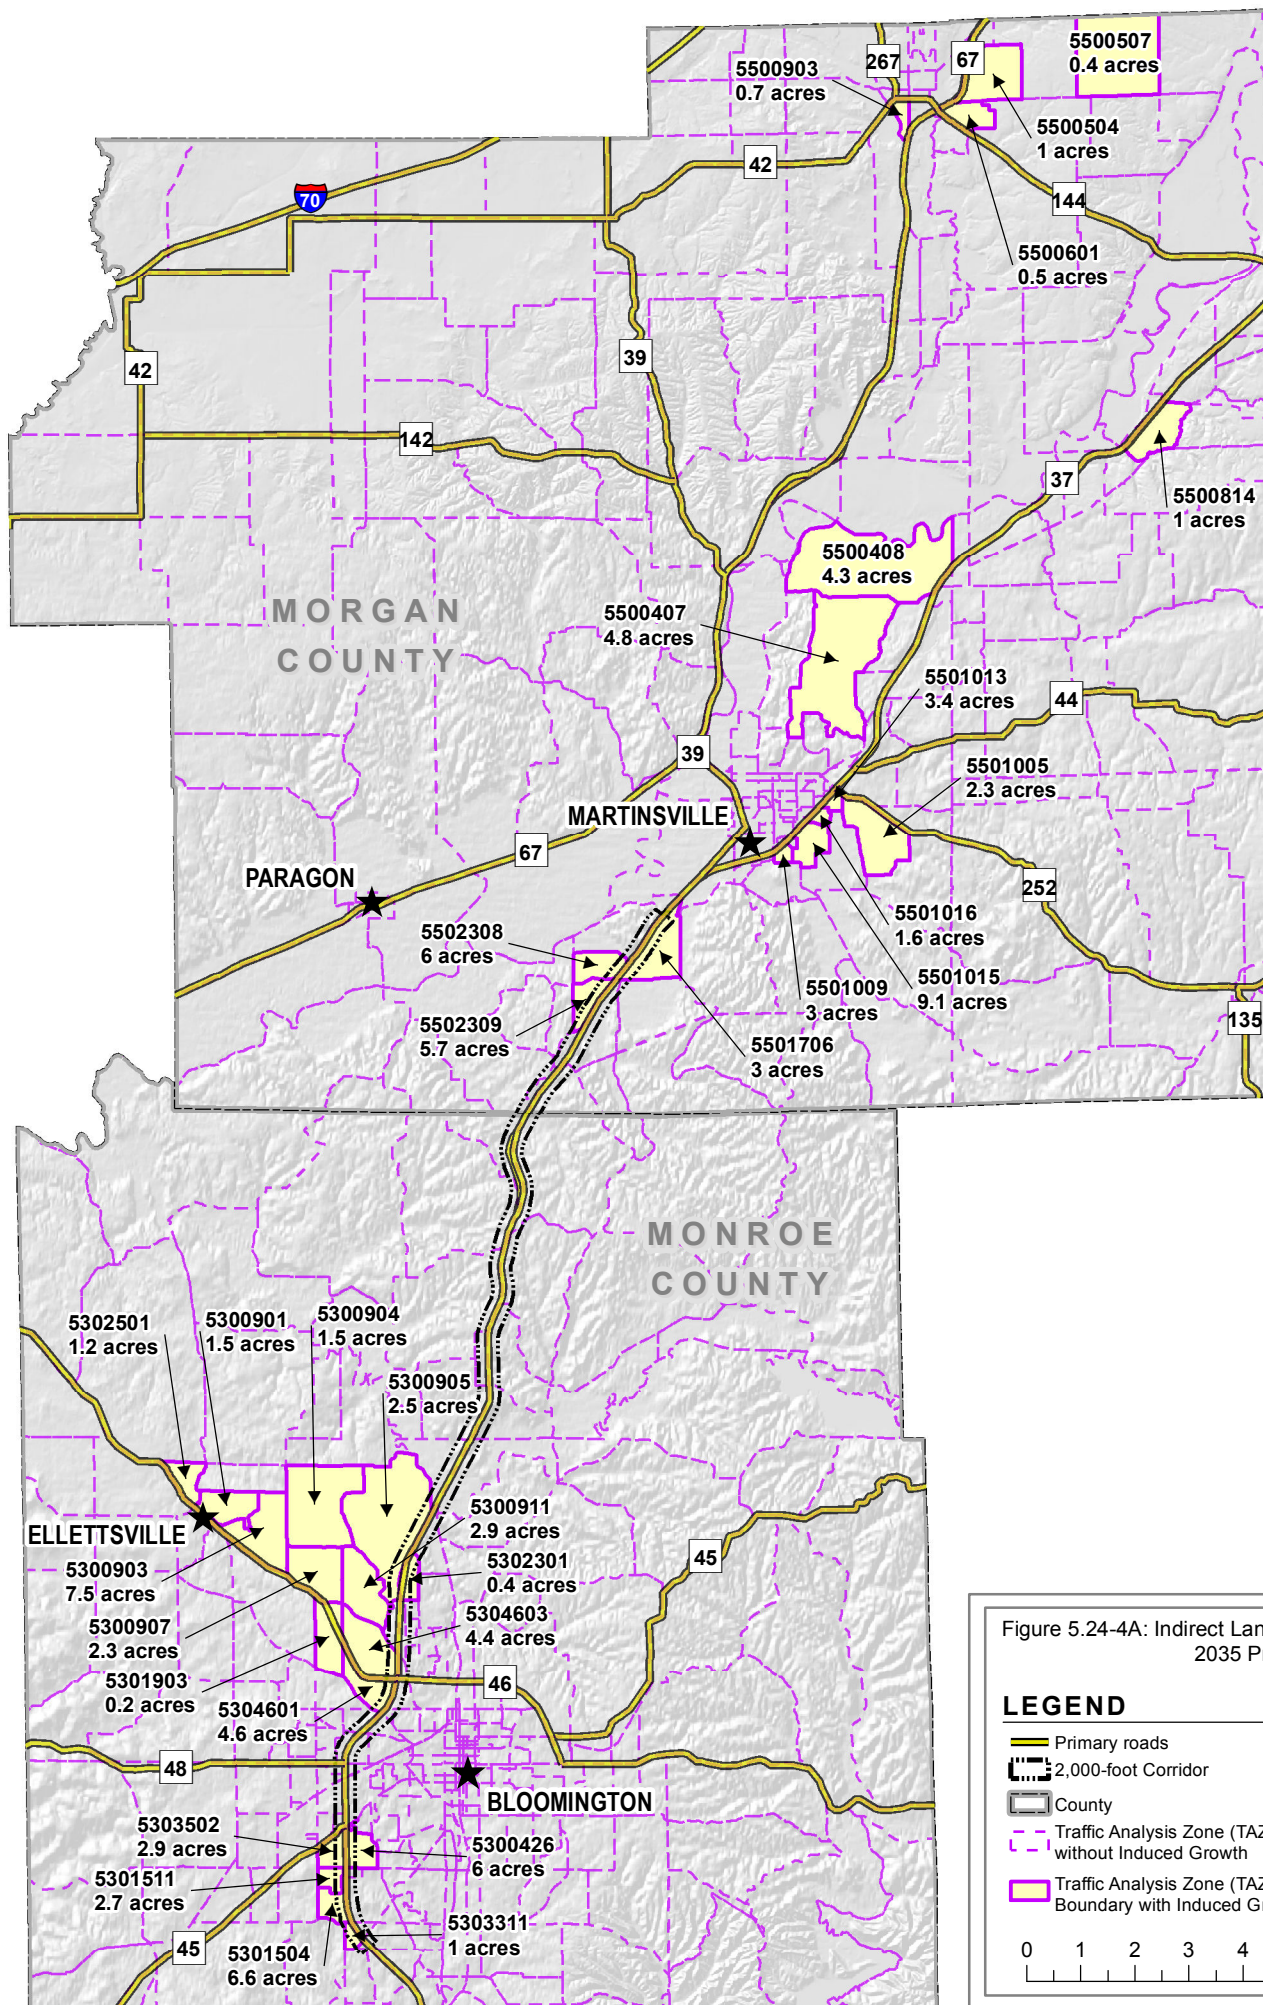 267
67
5500507
0.4 acres
5500903
0.7 acres
5500504
1 acres
42
70
144
5500601
0.5 acres
42
39
142
37
5500814
1 acres
5500408
4.3 acres
MORGAN
COUNTY
5500407
4.8 acres
5501013
3.4 acres
44
39
5501005
2.3 acres
MARTINSVILLE
67
PARAGON
252
5501016
1.6 acres
5502308
6 acres
5501015
9.1 acres
5501009
3 acres
135
5502309
5.7 acres
5501706
3 acres
MONROE
COUNTY
5302501
1.2 acres
5300901
1.5 acres
5300904
1.5 acres
5300905
2.5 acres
5300911
2.9 acres
ELLETTSVILLE
45
5302301
0.4 acres
5300903
7.5 acres
5304603
4.4 acres
5300907
2.3 acres
5301903
0.2 acres
46
5304601
4.6 acres
48
BLOOMINGTON
5303502
2.9 acres
5300426
6 acres
5301511
2.7 acres
5303311
1 acres
45
5301504
6.6 acres
Figure 5.24-4A: Indirect Lan
2035 P
LEGEND
Primary roads
2,000-foot Corridor
County
Traffic Analysis Zone (TAZ
without Induced Growth
Traffic Analysis Zone (TAZ
Boundary with Induced G
0 1 2 3 4